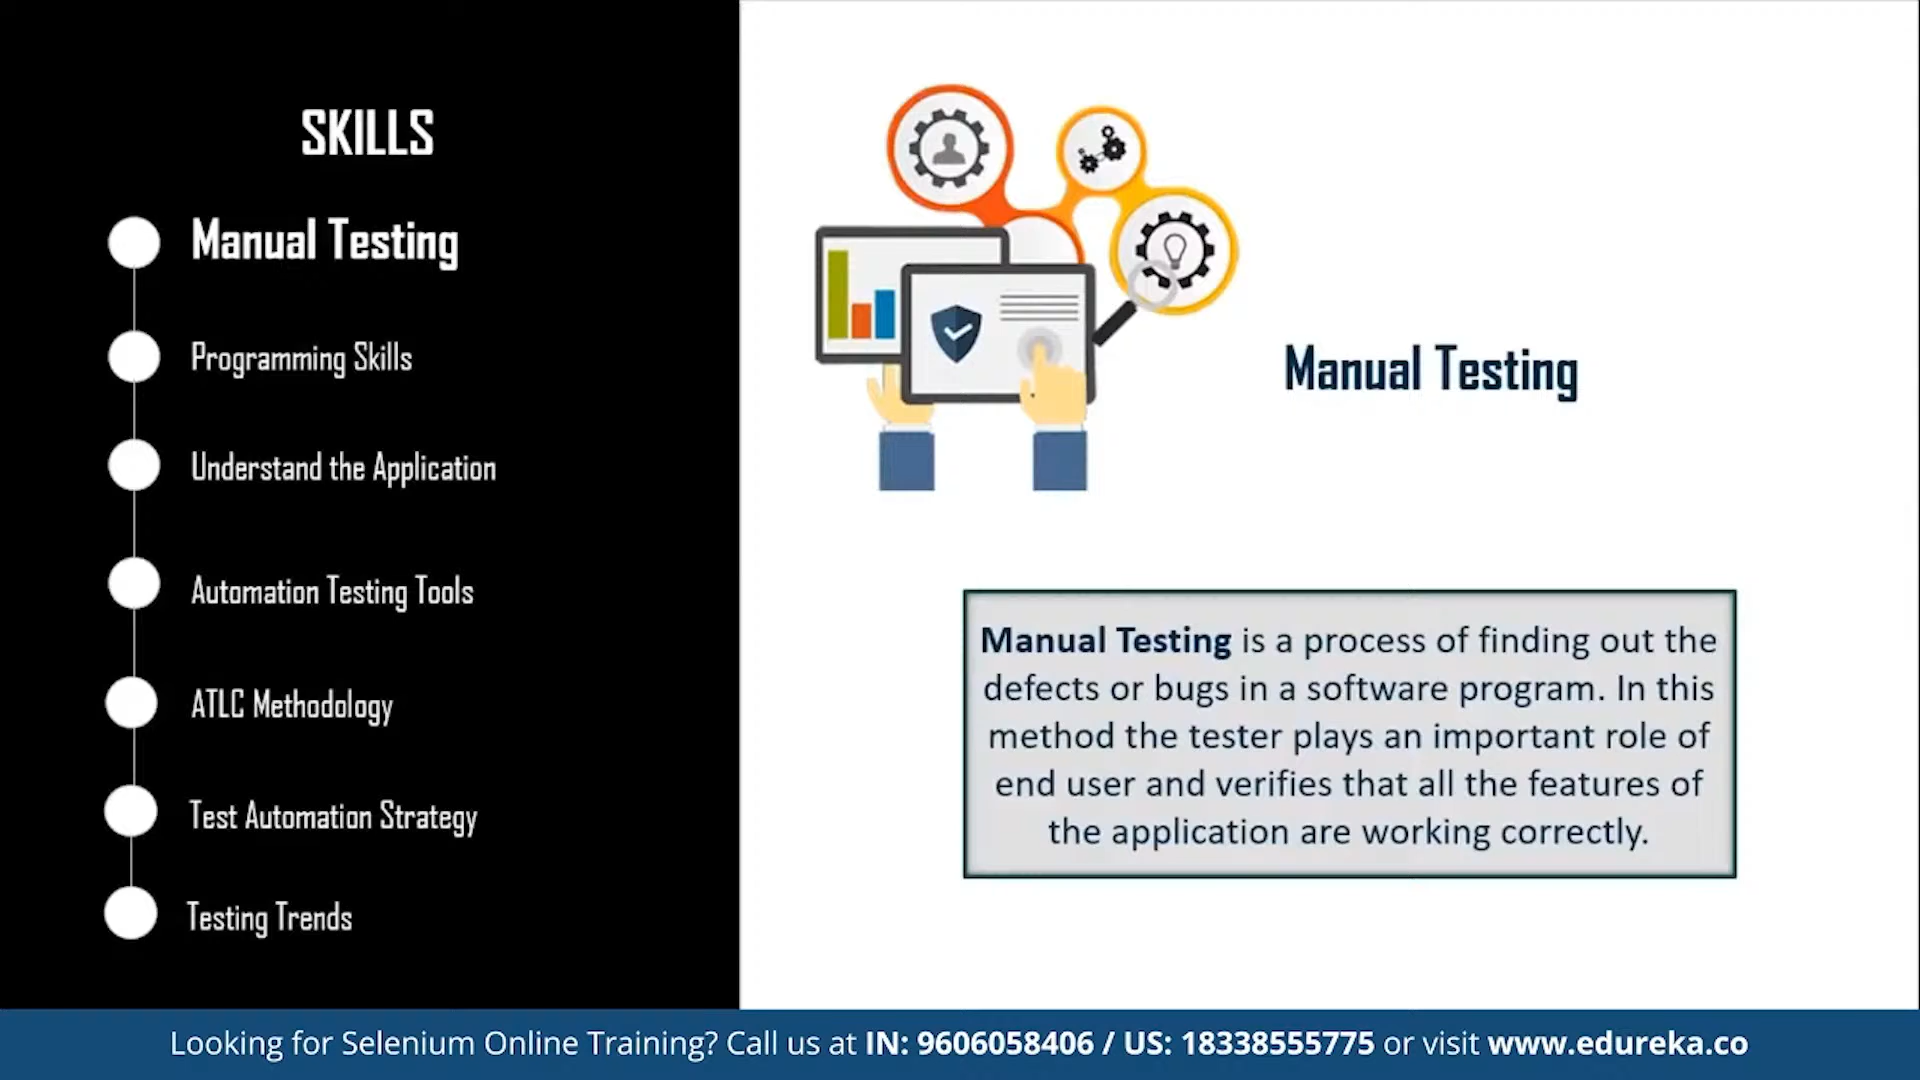 SKILLS
Manual Testing
Programming Skills
Understand the Application
Automation Testing Tools
ATLC Methodology
Test Automation Strategy
Testing Trends
Manual Testing
Manual Testing is a process of finding out the
defects or bugs in a software program. In this
method the tester plays an important role of
end user and verifies that all the features of
the application are working correctly.
Looking for Selenium Online Training? Call us at IN: 9606058406 / US: 18338555775 or visit www.edureka.co